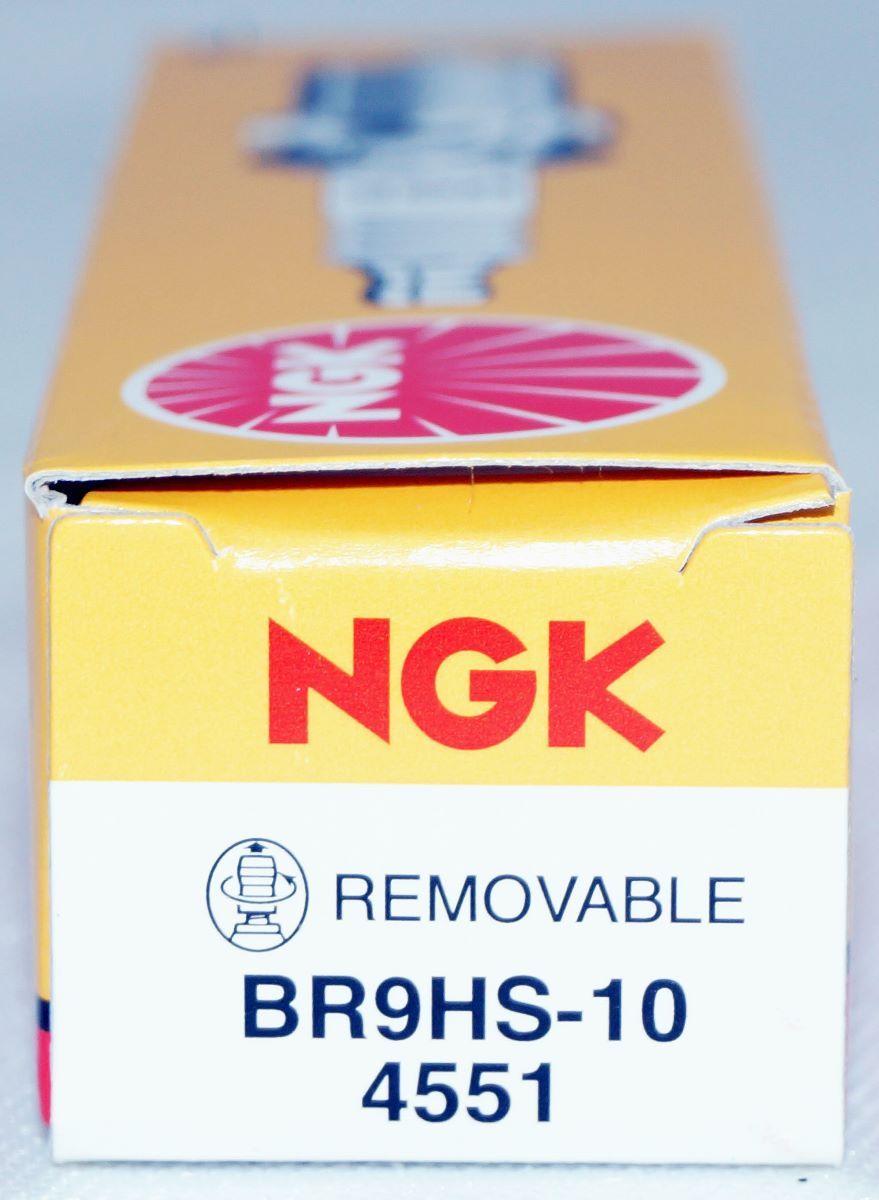 NGK
NGK
REMOVABLE
BR9HS-10
4551